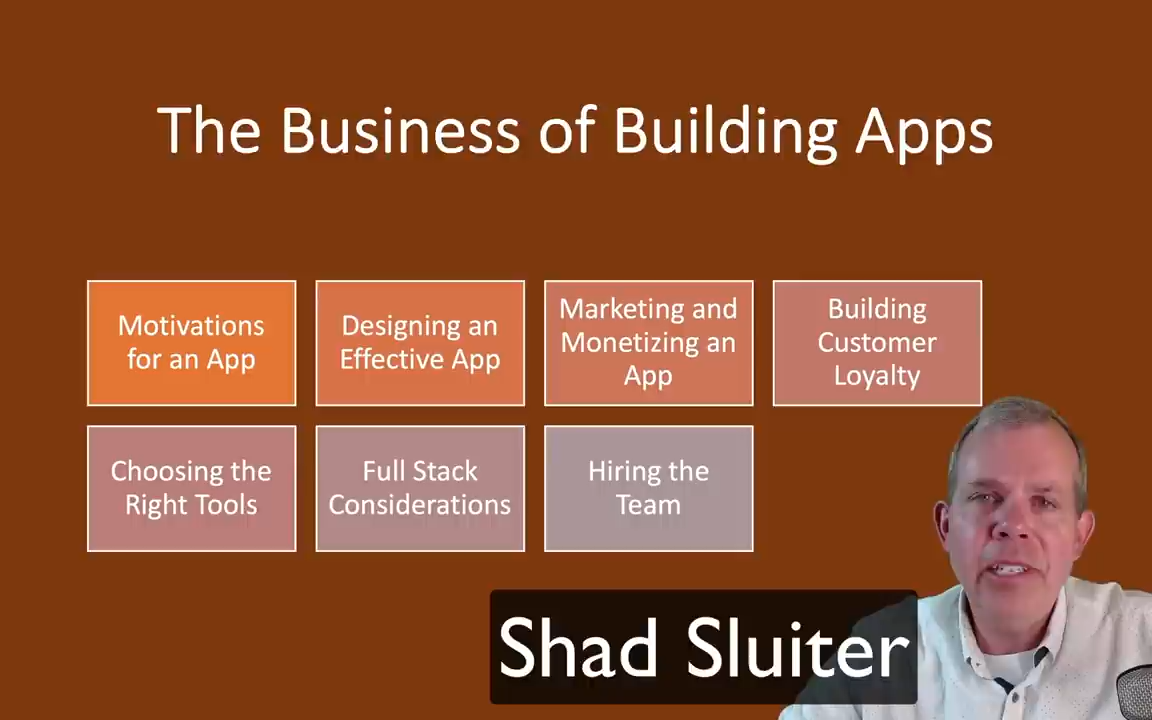 The Business of Building Apps
Motivations
for an App
Designing an
Effective App
Marketing and
Monetizing an
App
Building
Customer
Loyalty
Choosing the
Right Tools
Full Stack
Considerations
Hiring the
Team
Shad Sluiter